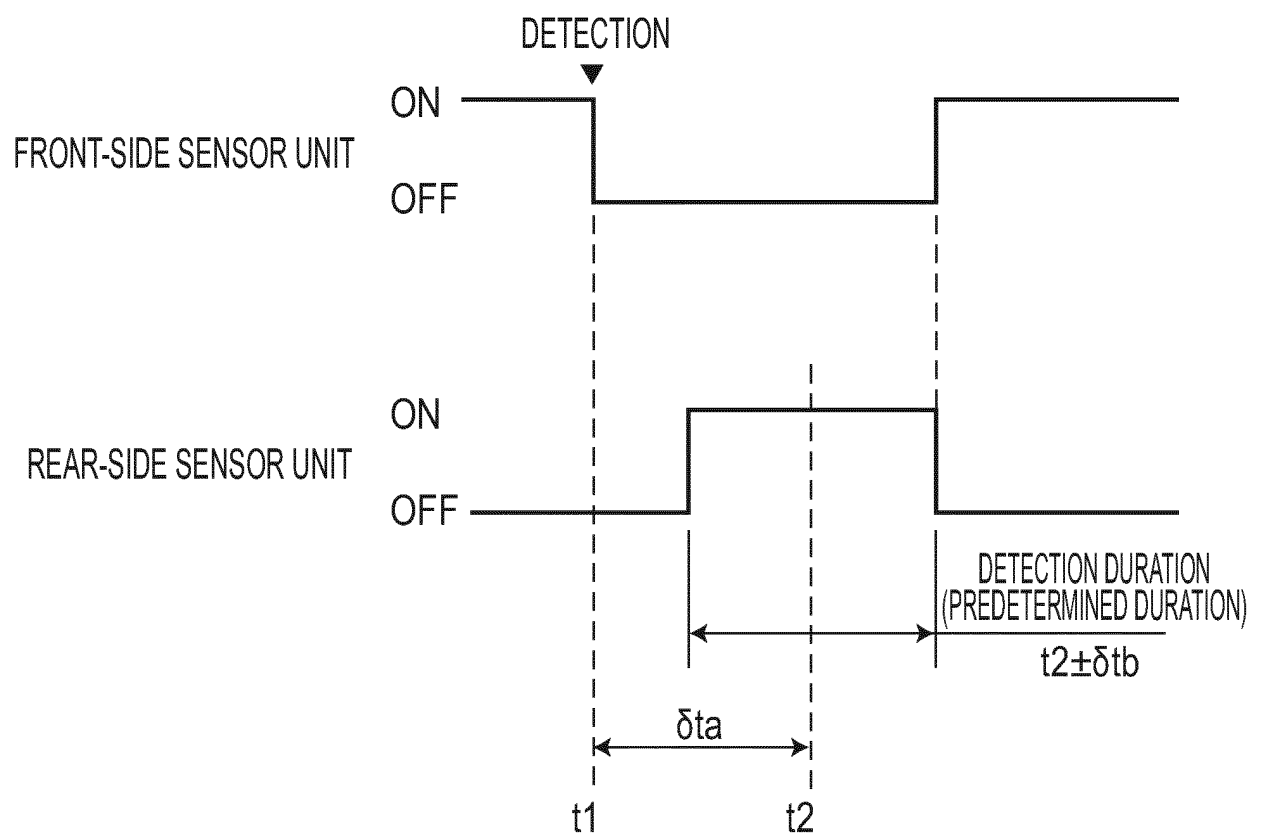 DETECTION
ON
FRONT-SIDE SENSOR UNIT
OFF
ON
REAR-SIDE SENSOR UNIT
OFF
DETECTION DURATION
(PREDETERMINED DURATION)
t2±δtb
δta
t1
t2